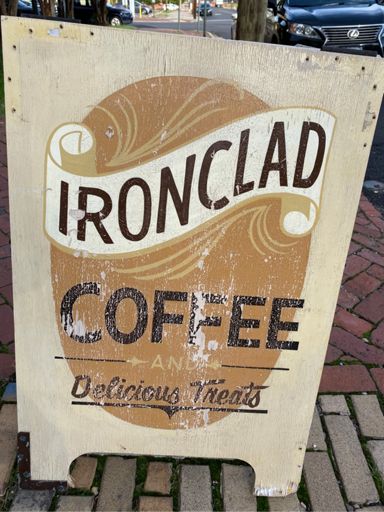 IRONCLAD
COFFEE
AND
Delicious Treats